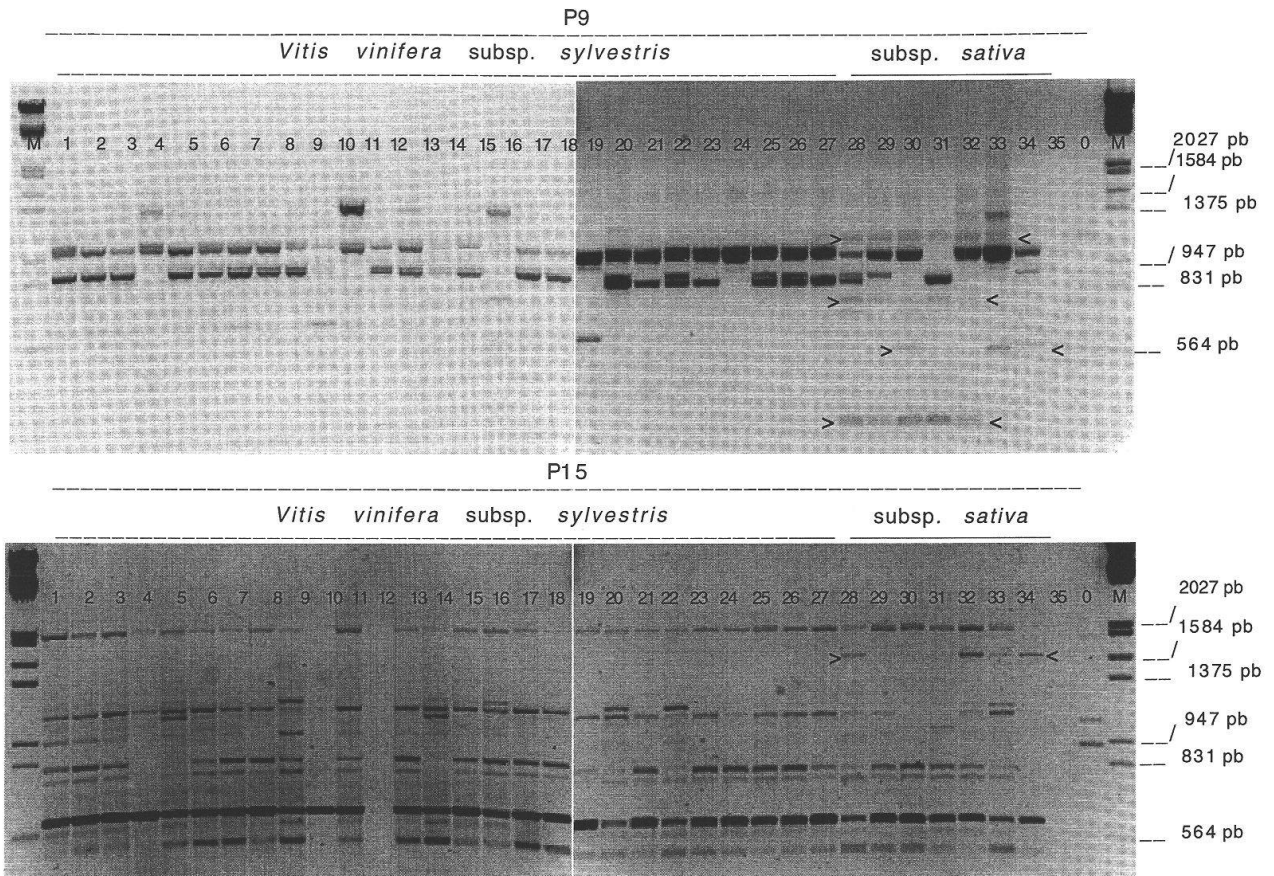 P9
Vitis vinifera subsp. sylvestris subsp. sativa
M 1 2 3 4 5 6 7 8 9 10 11 12 13 14 15 16 17 18 19 20 21 22 23 24 25 26 27 28 29 30 31 32 33 34 35 0 M
2027 pb
1584 pb
1375 pb
947 pb
831 pb
564 pb
P15
Vitis vinifera subsp. sylvestris subsp. sativa
1 2 3 4 5 6 7 8 9 10 11 12 13 14 15 16 17 18 19 20 21 22 23 24 25 26 27 28 29 30 31 32 33 34 35 0 M
2027 pb
1584 pb
1375 pb
947 pb
831 pb
564 pb